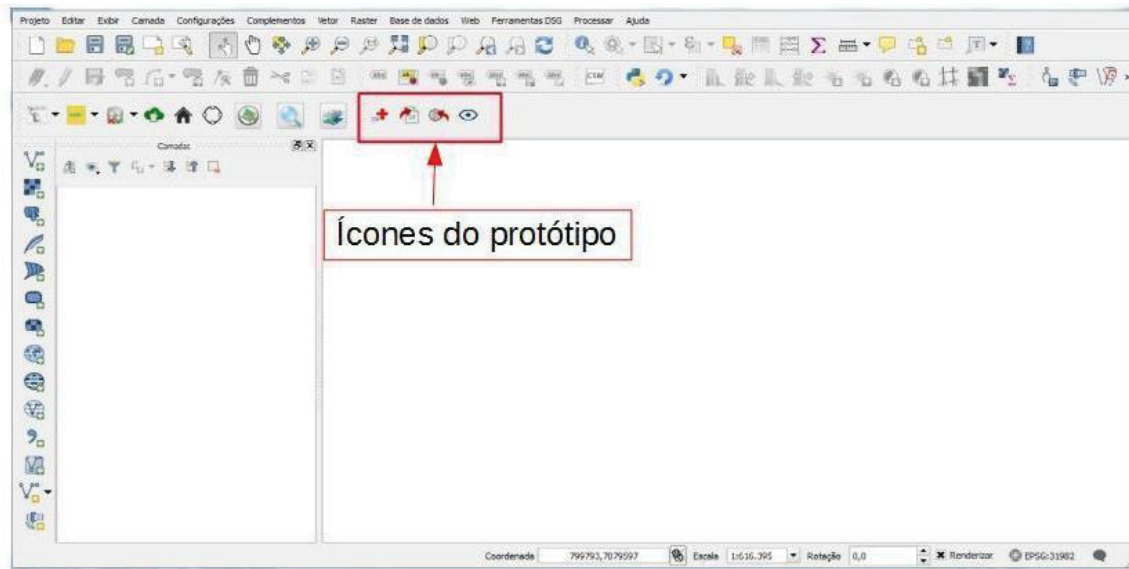 Projeto Editar Exibir Camada Configurações Complementos Vetor Raster Base de dados Web Ferramentas DSG Processar Ajuda
CSW
Camadas
Ícones do protótipo
Coordenada 799793,7079597 Escala 1:616.395 Rotação 0,0 Renderizar EPSG:31982